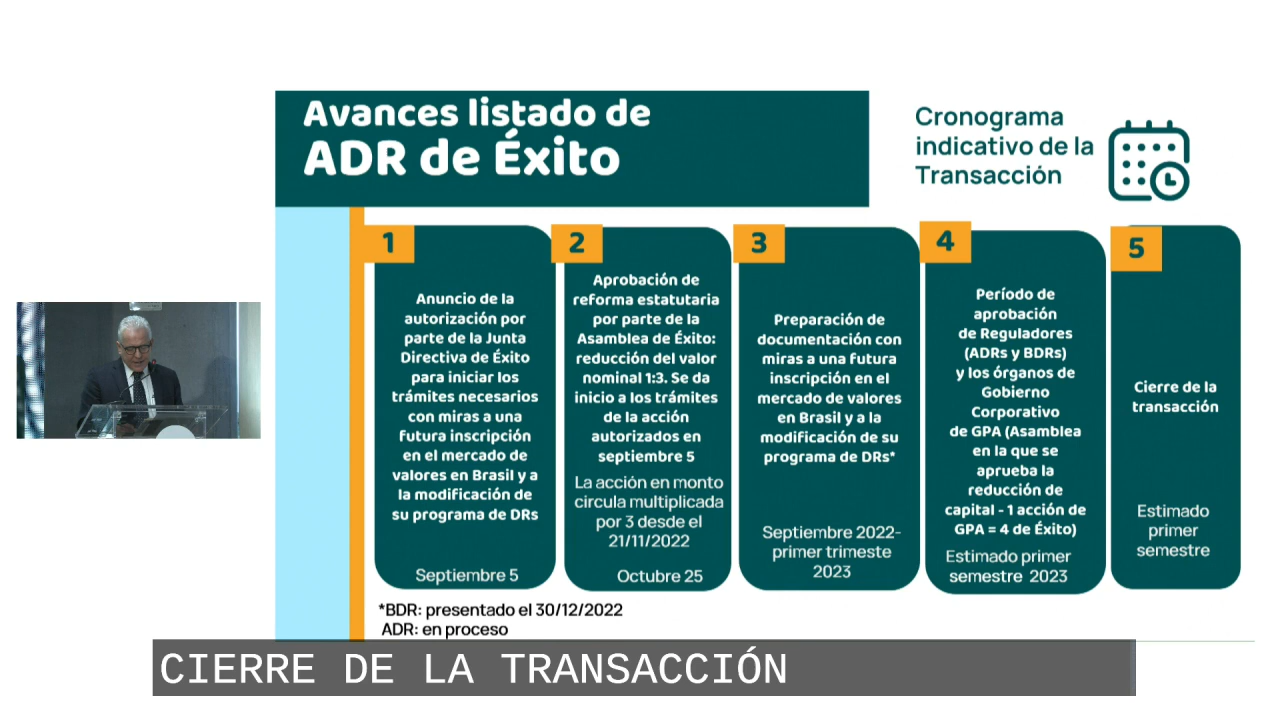 Avances listado de
ADR de Éxito
Cronograma
indicativo de la
Transacción
1
Anuncio de la
autorización por
parte de la Junta
Directiva de Éxito
para iniciar los
trámites necesarios
con miras a una
futura inscripción
en el mercado de
valores en Brasil y a
la modificación de
su programa de DRs
Septiembre 5
2
Aprobación de
reforma estatutaria
por parte de la
Asamblea de Éxito:
reducción del valor
nominal 1:3. Se da
inicio a los trámites
de la acción
autorizados en
septiembre 5
La acción en monto
circula multiplicada
por 3 desde el
21/11/2022
Octubre 25
3
Preparación de
documentación con
miras a una futura
inscripción en el
mercado de valores
en Brasil y a la
modificación de su
programa de DRs*
Septiembre 2022-
primer trimeste
2023
4
Período de
aprobación
de Reguladores
(ADRs y BDRs)
y los órganos de
Gobierno
Corporativo
de GPA (Asamblea
en la que se
aprueba la
reducción de
capital - 1 acción de
GPA = 4 de Éxito)
Estimado primer
semestre 2023
5
Cierre de la
transacción
Estimado
primer
semestre
*BDR: presentado el 30/12/2022
ADR: en proceso
CIERRE DE LA TRANSACCIÓN